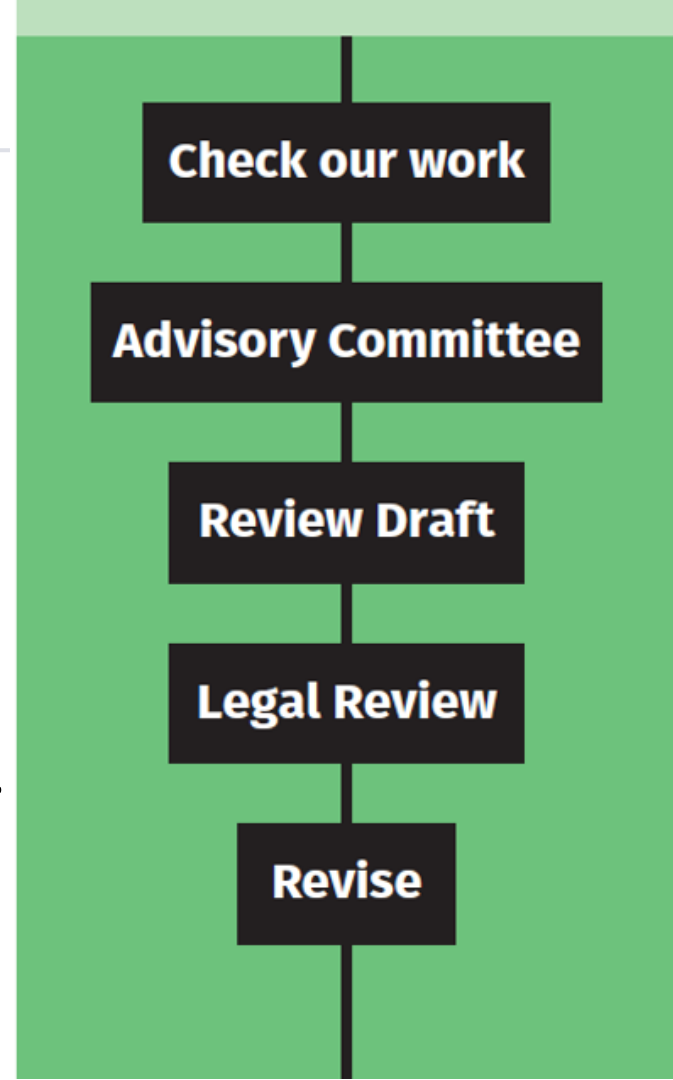 Check our work
Advisory Committee
Review Draft
Legal Review
Revise